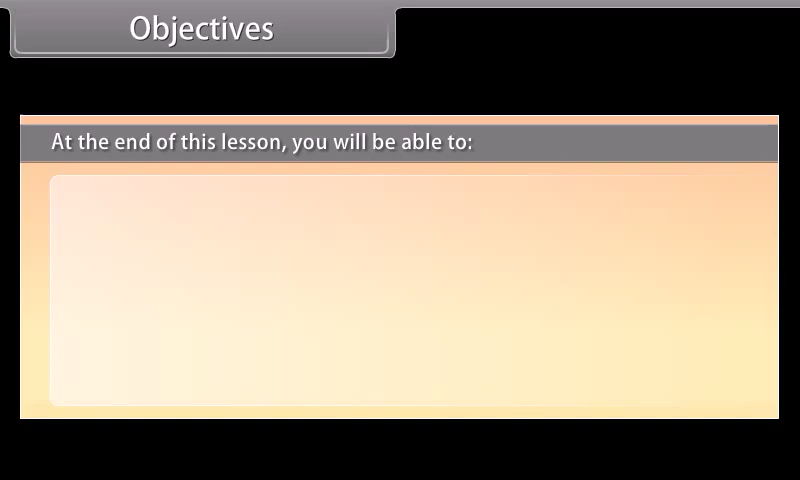 Objectives
At the end of this lesson, you will be able to: